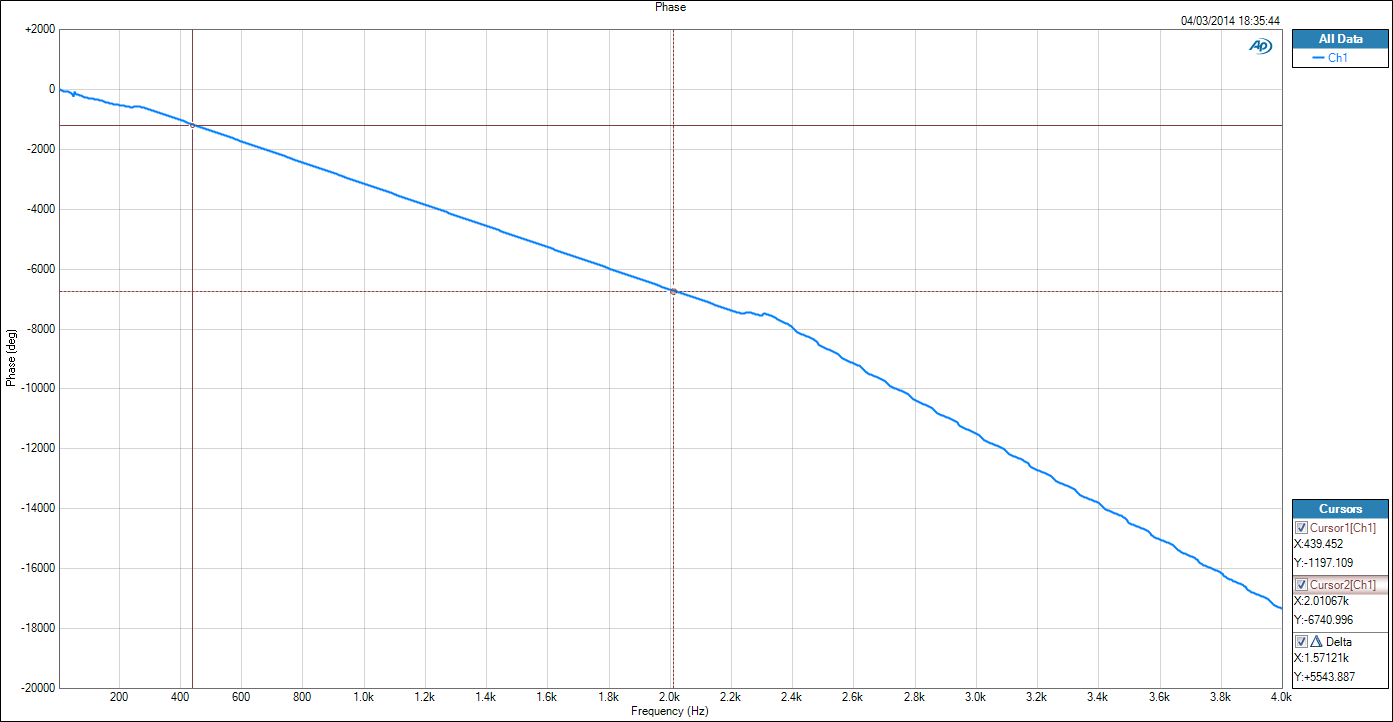 Phase
04/03/2014 18:35:44
AP
All Data
Ch1
+2000
0
-2000
-4000
-6000
-8000
-10000
-12000
-14000
-16000
-18000
-20000
Phase (deg)
200 400 600 800 1.0k 1.2k 1.4k 1.6k 1.8k 2.0k 2.2k 2.4k 2.6k 2.8k 3.0k 3.2k 3.4k 3.6k 3.8k 4.0k
Frequency (Hz)
Cursors
Cursor1[Ch1]
X:439.452
Y:-1197.109
Cursor2[Ch1]
X:2.01067k
Y:-6740.996
Delta
X:1.57121k
Y:+5543.887